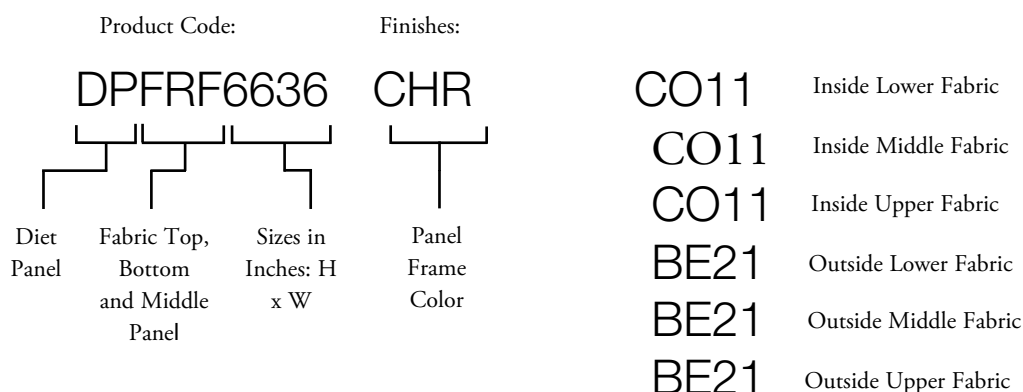 Product Code: Finishes:
DPFRF6636 CHR
Diet
Panel
Fabric Top,
Bottom
and Middle
Panel
Sizes in
Inches: H
x W
Panel
Frame
Color
CO11 Inside Lower Fabric
CO11 Inside Middle Fabric
CO11 Inside Upper Fabric
BE21 Outside Lower Fabric
BE21 Outside Middle Fabric
BE21 Outside Upper Fabric